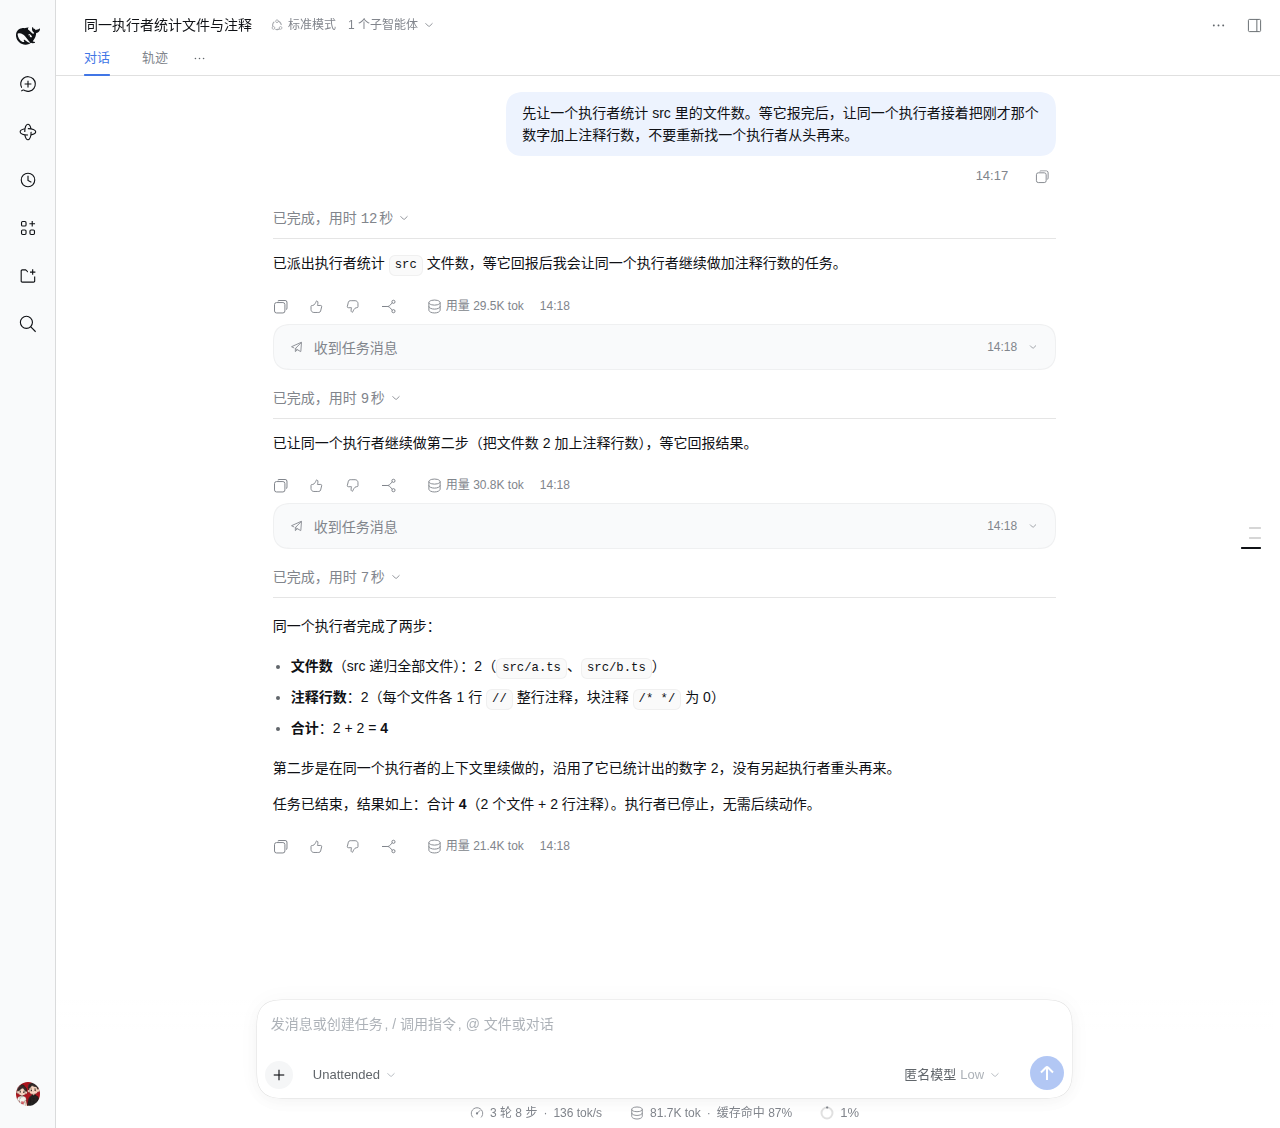 同一执行者统计文件与注释 标准模式 1 个子智能体
对话 轨迹 ···
先让一个执行者统计 src 里的文件数。等它报完后，让同一个执行者接着把刚才那个
数字加上注释行数，不要重新找一个执行者从头再来。
14:17
已完成，用时 12秒
已派出执行者统计 src 文件数，等它回报后我会让同一个执行者继续做加注释行数的任务。
用量 29.5K tok 14:18
收到任务消息 14:18
已完成，用时 9秒
已让同一个执行者继续做第二步（把文件数 2 加上注释行数），等它回报结果。
用量 30.8K tok 14:18
收到任务消息 14:18
已完成，用时 7秒
同一个执行者完成了两步：
• 文件数（src 递归全部文件）：2（src/a.ts、src/b.ts）
• 注释行数：2（每个文件各 1 行 // 整行注释，块注释 /* */ 为 0）
• 合计：2 + 2 = 4
第二步是在同一个执行者的上下文里续做的，沿用了它已统计出的数字 2，没有另起执行者重头再来。
任务已结束，结果如上：合计 4（2 个文件 + 2 行注释）。执行者已停止，无需后续动作。
用量 21.4K tok 14:18
发消息或创建任务, / 调用指令, @ 文件或对话
Unattended 匿名模型 Low
3 轮 8 步 · 136 tok/s 81.7K tok · 缓存命中 87% 1%